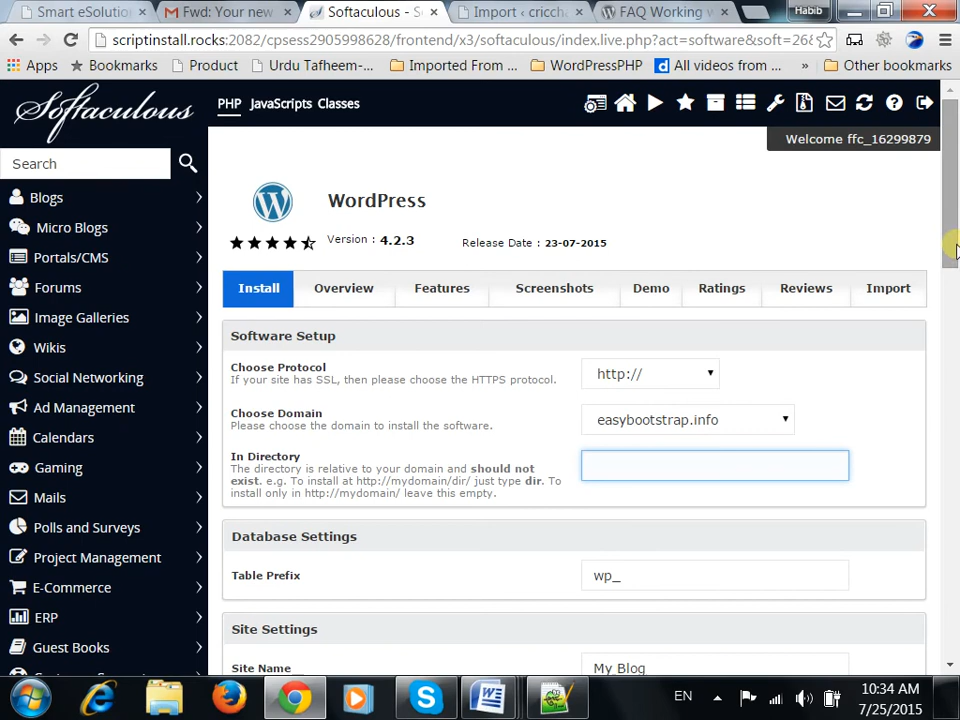 Smart eSolutio
Fwd: Your new
Softaculous - S
Import ‹ cricch
FAQ Working w
Habib
scriptinstall.rocks:2082/cpsess2905998628/frontend/x3/softaculous/index.live.php?act=software&soft=26&
Apps
Bookmarks
Product
Urdu Tafheem-...
Imported From ...
WordPressPHP
All videos from ...
»
Other bookmarks
Softaculous
PHP JavaScripts Classes
Welcome ffc_16299879
Search
Blogs
Micro Blogs
Portals/CMS
Forums
Image Galleries
Wikis
Social Networking
Ad Management
Calendars
Gaming
Mails
Polls and Surveys
Project Management
E-Commerce
ERP
Guest Books
WordPress
Version : 4.2.3
Release Date : 23-07-2015
Install
Overview
Features
Screenshots
Demo
Ratings
Reviews
Import
Software Setup
Choose Protocol
If your site has SSL, then please choose the HTTPS protocol.
http://
Choose Domain
Please choose the domain to install the software.
easybootstrap.info
In Directory
The directory is relative to your domain and should not
exist. e.g. To install at http://mydomain/dir/ just type dir. To
install only in http://mydomain/ leave this empty.
Database Settings
Table Prefix
wp_
Site Settings
Site Name
My Blog
EN
10:34 AM
7/25/2015